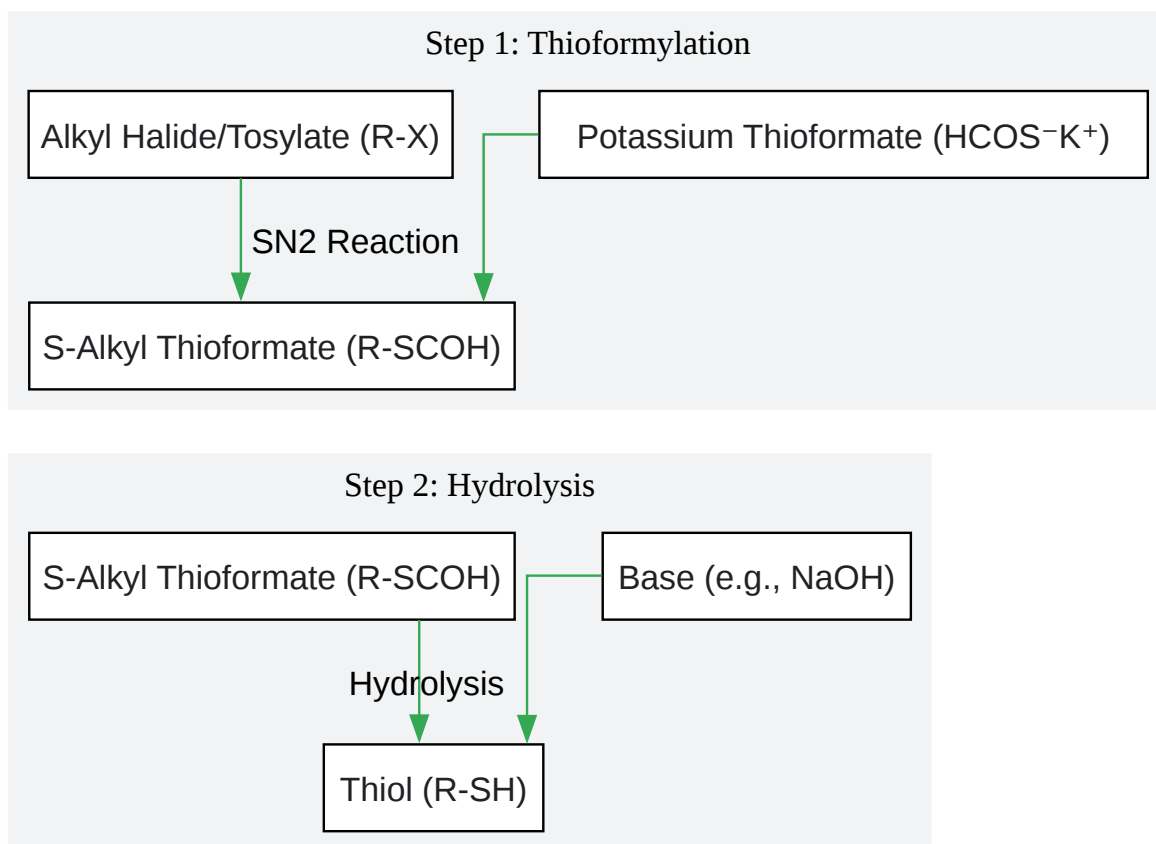 Step 1: Thioformylation
Alkyl Halide/Tosylate (R-X)
Potassium Thioformate (HCOS⁻K⁺)
SN2 Reaction
S-Alkyl Thioformate (R-SCOH)
Step 2: Hydrolysis
S-Alkyl Thioformate (R-SCOH)
Base (e.g., NaOH)
Hydrolysis
Thiol (R-SH)